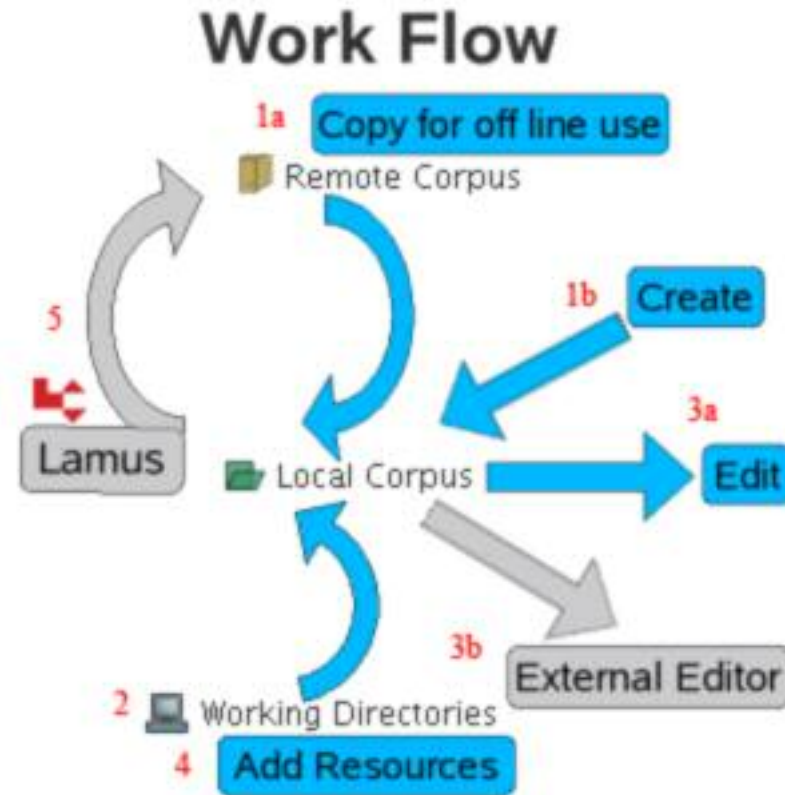 Work Flow
1a Copy for off line use
Remote Corpus
1b Create
5
3a
Lamus
Local Corpus
Edit
3b External Editor
2 Working Directories
4 Add Resources